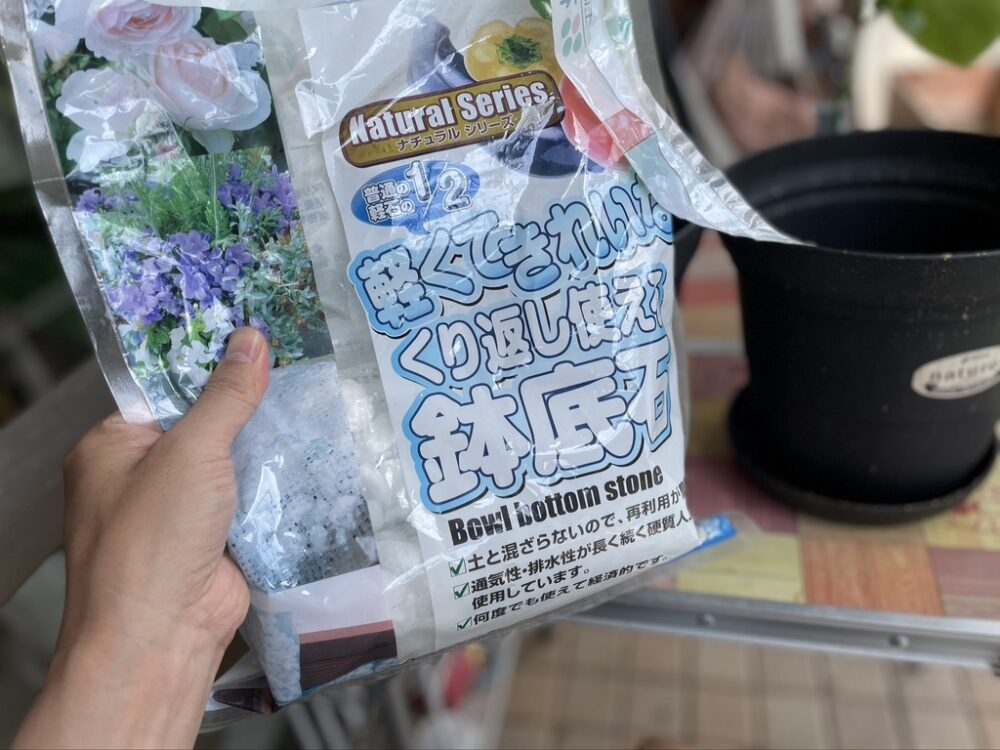 Natural Series
ナチュラル シリーズ
普通の
軽石の
1/2
軽くてきれいな
くり返し使える
鉢底石
Bowl bottom stone
土と混ざらないので、再利用が
通気性・排水性が長く続く硬質人
使用しています。
何度でも使えて経済的です。
natural